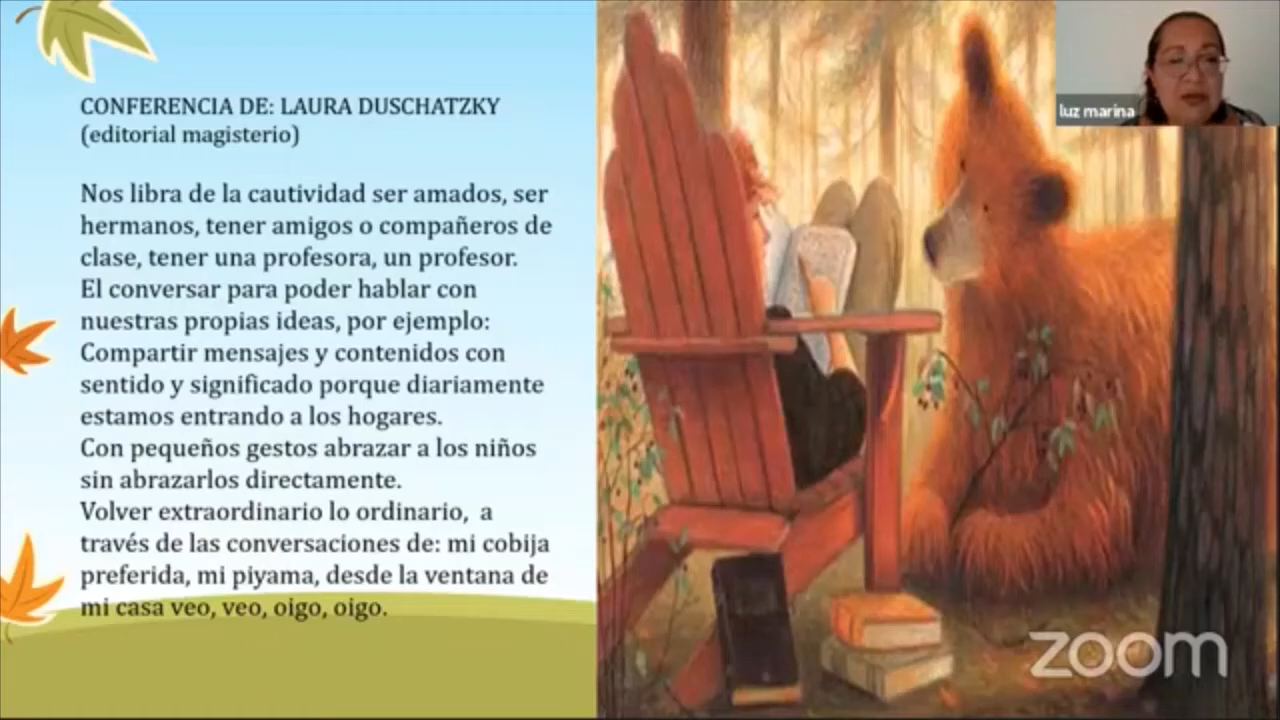 CONFERENCIA DE: LAURA DUSCHATZKY
(editorial magisterio)
Nos libra de la cautividad ser amados, ser
hermanos, tener amigos o compañeros de
clase, tener una profesora, un profesor.
El conversar para poder hablar con
nuestras propias ideas, por ejemplo:
Compartir mensajes y contenidos con
sentido y significado porque diariamente
estamos entrando a los hogares.
Con pequeños gestos abrazar a los niños
sin abrazarlos directamente.
Volver extraordinario lo ordinario, a
través de las conversaciones de: mi cobija
preferida, mi piyama, desde la ventana de
mi casa veo, veo, oigo, oigo.
luz marina
zoom